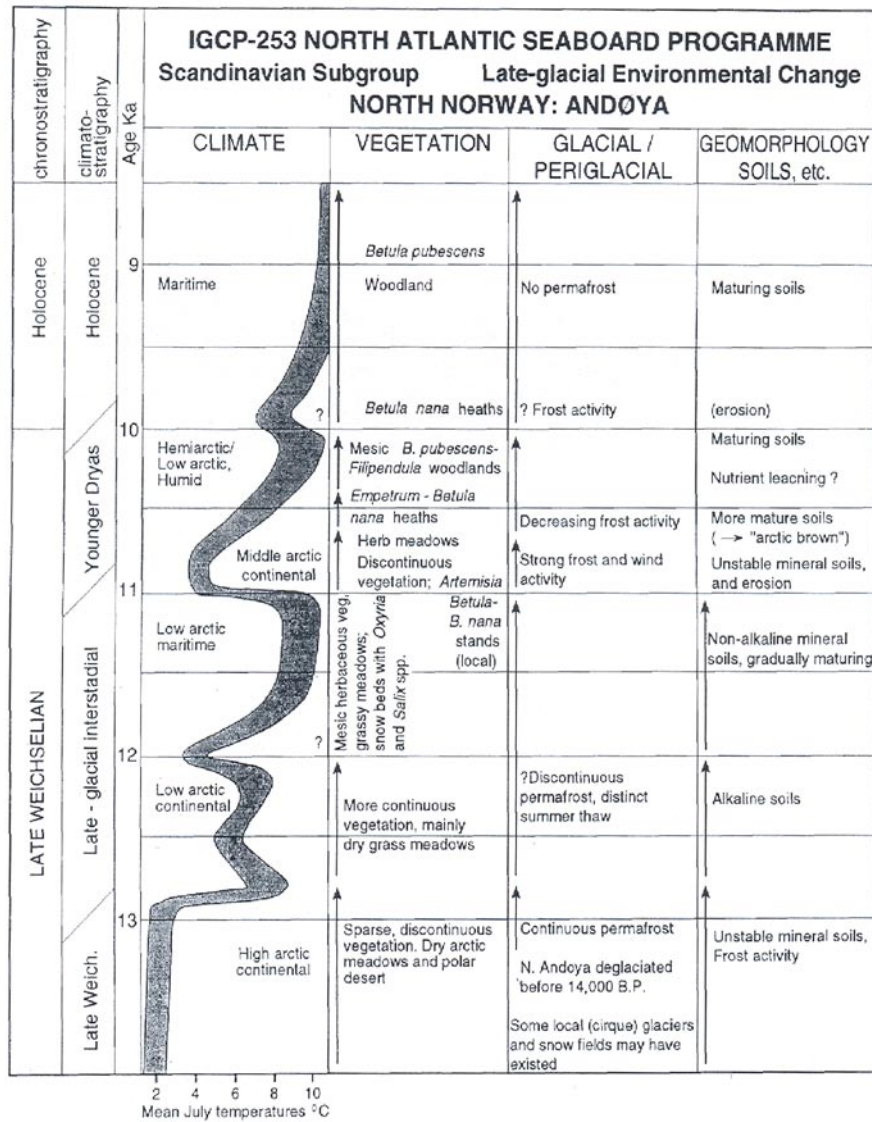 IGCP-253 NORTH ATLANTIC SEABOARD PROGRAMME
Scandinavian Subgroup Late-glacial Environmental Change
NORTH NORWAY: ANDØYA
chronostratigraphy
climato-
stratigraphy
Age Ka
CLIMATE
VEGETATION
GLACIAL /
PERIGLACIAL
GEOMORPHOLOGY
SOILS, etc.
Holocene
LATE WEICHSELIAN
Holocene
Younger Dryas
Late - glacial interstadial
Late Weich.
9
10
11
12
13
Maritime
?
Hemiarctic/
Low arctic,
Humid
Middle arctic
continental
Low arctic
maritime
?
Low arctic
continental
High arctic
continental
Betula pubescens
Woodland
Betula nana heaths
Mesic B. pubescens-
Filipendula woodlands
Empetrum - Betula
nana heaths
Herb meadows
Discontinuous
vegetation; Artemisia
Mesic herbaceous veg.
grassy meadows;
snow beds with Oxyria
and Salix spp.
Betula-
B. nana
stands
(local)
More continuous
vegetation, mainly
dry grass meadows
Sparse, discontinuous
vegetation. Dry arctic
meadows and polar
desert
No permafrost
? Frost activity
Decreasing frost activity
Strong frost and wind
activity
?Discontinuous
permafrost, distinct
summer thaw
Continuous permafrost
N. Andoya deglaciated
before 14,000 B.P.
Some local (cirque) glaciers
and snow fields may have
existed
Maturing soils
(erosion)
Maturing soils
Nutrient leacning ?
More mature soils
( → "arctic brown")
Unstable mineral soils,
and erosion
Non-alkaline mineral
soils, gradually maturing
Alkaline soils
Unstable mineral soils,
Frost activity
2 4 6 8 10
Mean July temperatures ⁰C